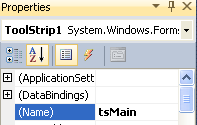 Properties
ToolStrip1 System.Windows.Form
(ApplicationSett
(DataBindings)
(Name) tsMain